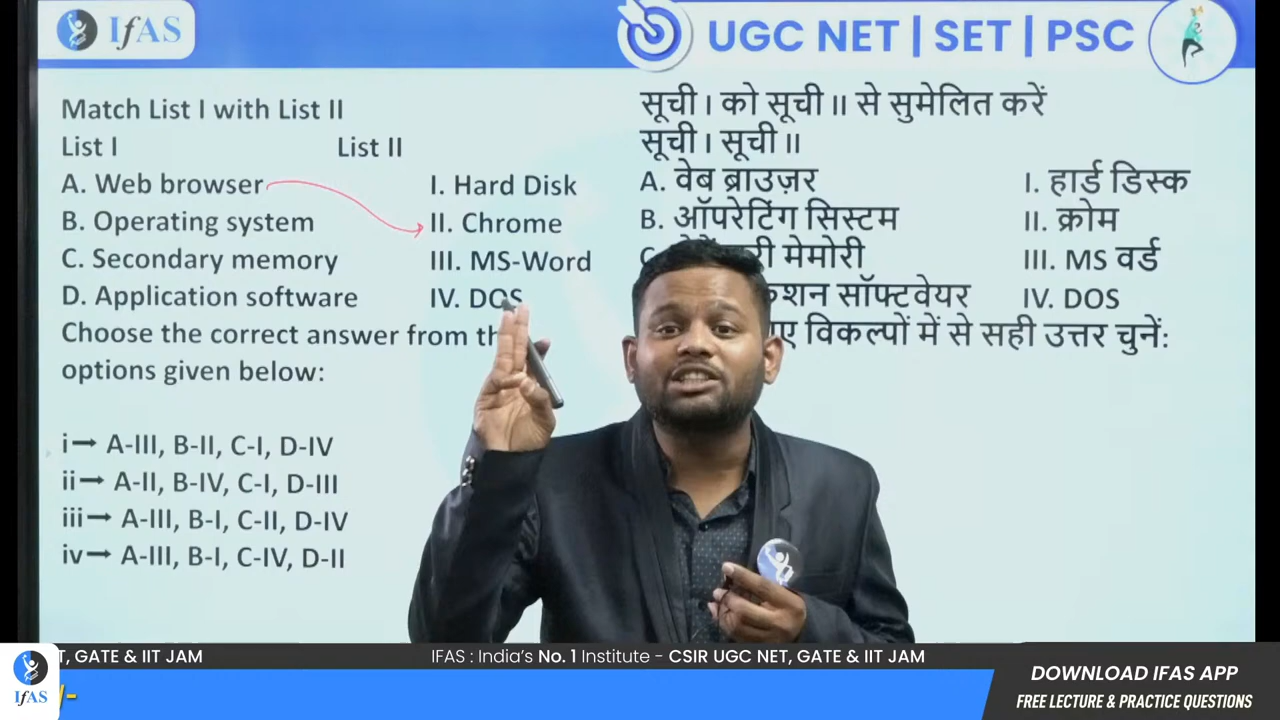 IfAS
UGC NET | SET | PSC
Match List I with List II
List I List II
A. Web browser I. Hard Disk
B. Operating system II. Chrome
C. Secondary memory III. MS-Word
D. Application software IV. DOS
Choose the correct answer from th
options given below:
i→ A-III, B-II, C-I, D-IV
ii→ A-II, B-IV, C-I, D-III
iii→ A-III, B-I, C-II, D-IV
iv→ A-III, B-I, C-IV, D-II
सूची I को सूची II से सुमेलित करें
सूची I सूची II
A. वेब ब्राउज़र I. हार्ड डिस्क
B. ऑपरेटिंग सिस्टम II. क्रोम
मेमोरी III. MS वर्ड
सॉफ्टवेयर IV. DOS
विकल्पों में से सही उत्तर चुनें:
T, GATE & IIT JAM IFAS : India's No. 1 Institute - CSIR UGC NET, GATE & IIT JAM
IfAS
/-
DOWNLOAD IFAS APP
FREE LECTURE & PRACTICE QUESTIONS